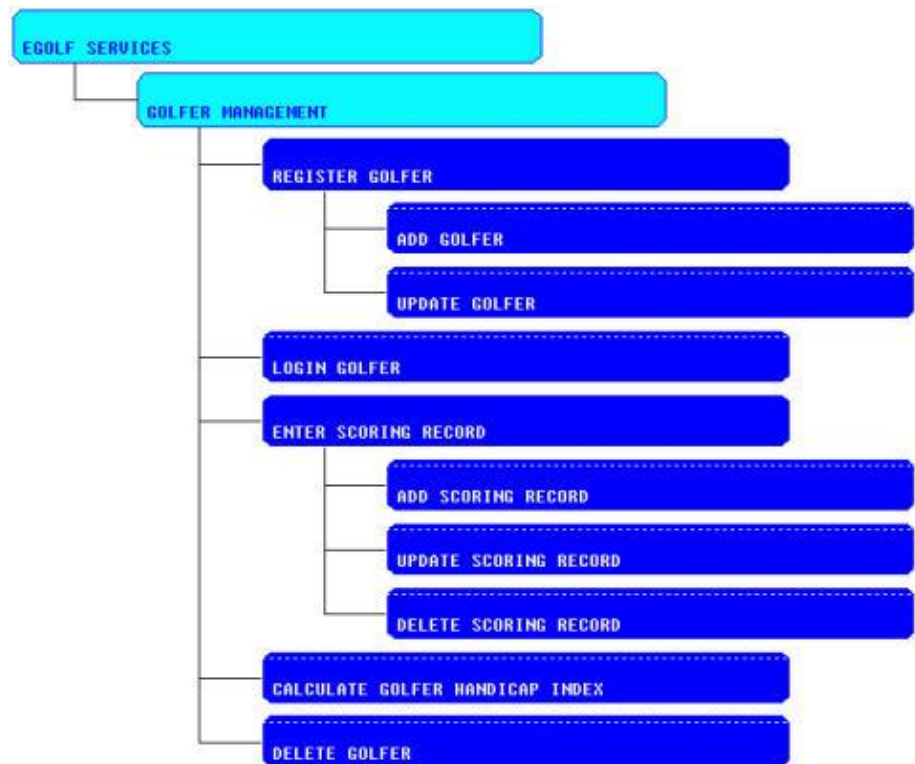 EGOLF SERVICES
GOLFER MANAGEMENT
REGISTER GOLFER
ADD GOLFER
UPDATE GOLFER
LOGIN GOLFER
ENTER SCORING RECORD
ADD SCORING RECORD
UPDATE SCORING RECORD
DELETE SCORING RECORD
CALCULATE GOLFER HANDICAP INDEX
DELETE GOLFER